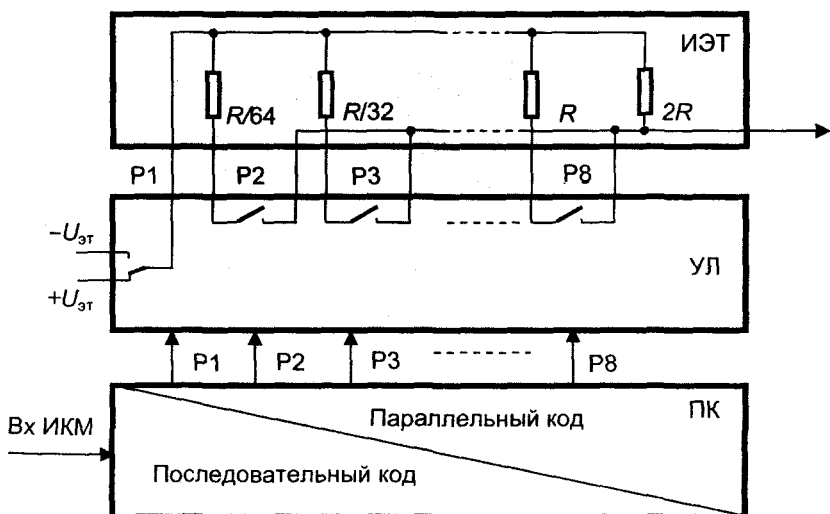 ИЭТ
R/64 R/32 R 2R
P1 P2 P3 P8
–Uэт
УЛ
+Uэт
P1 P2 P3 P8
ПК
Параллельный код
Вх ИКМ
Последовательный код